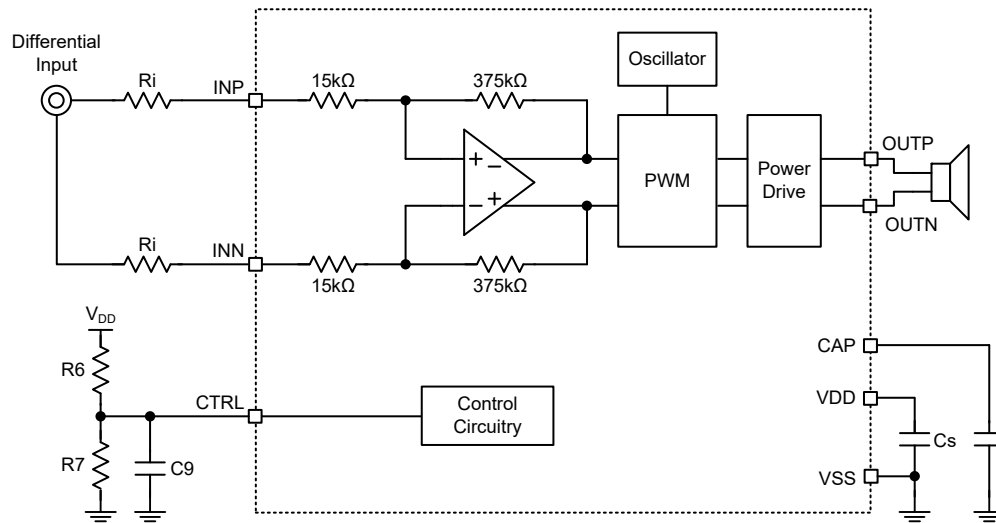 Differential
Input
Ri
INP
15kΩ
375kΩ
Oscillator
+
−
−
+
PWM
Power
Drive
OUTP
OUTN
Ri
INN
15kΩ
375kΩ
VDD
R6
R7
C9
CTRL
Control
Circuitry
CAP
VDD
VSS
Cs